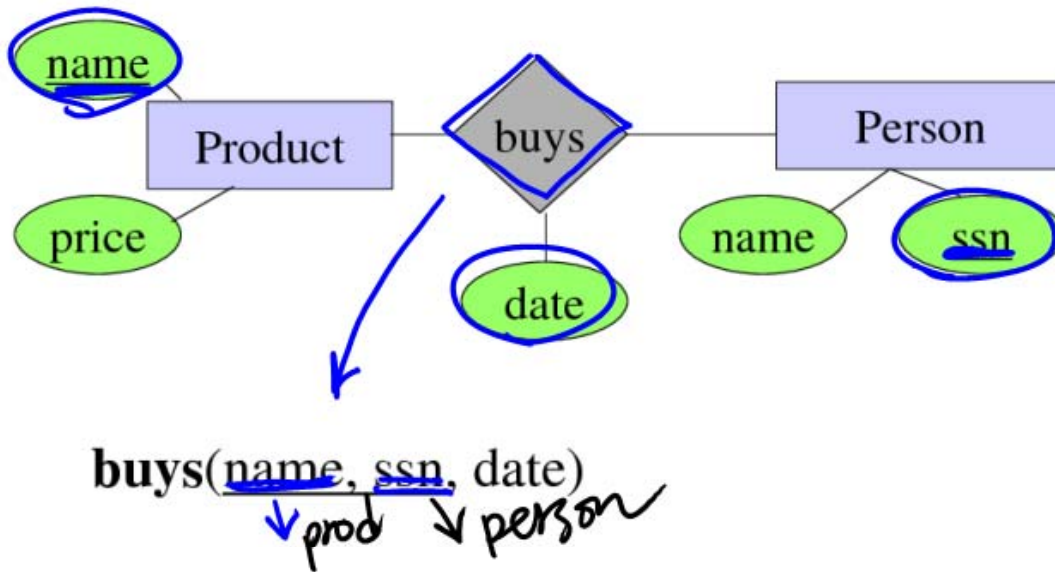 name
Product
buys
Person
price
name
ssn
date
buys(name, ssn, date)
prod
person